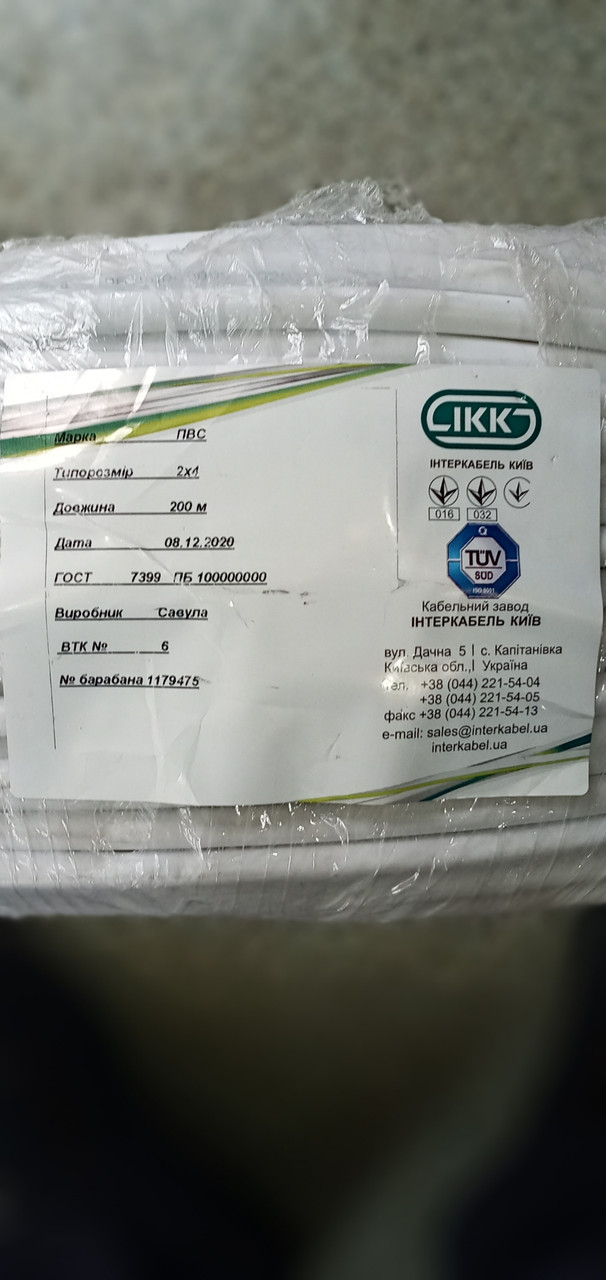 Марка ПВС
Типорозмір 2х1
Довжина 200 м
Дата 08.12.2020
ГОСТ 7399 ПБ 100000000
Виробник Савула
ВТК № 6
№ барабана 1179475
ІКК
ІНТЕРКАБЕЛЬ КИЇВ
016 032
TÜV
SÜD
ISO 9001
Кабельний завод
ІНТЕРКАБЕЛЬ КИЇВ
вул. Дачна 5 | с. Капітанівка
Київська обл.,| Україна
тел. +38 (044) 221-54-04
+38 (044) 221-54-05
факс +38 (044) 221-54-13
e-mail: sales@interkabel.ua
interkabel.ua